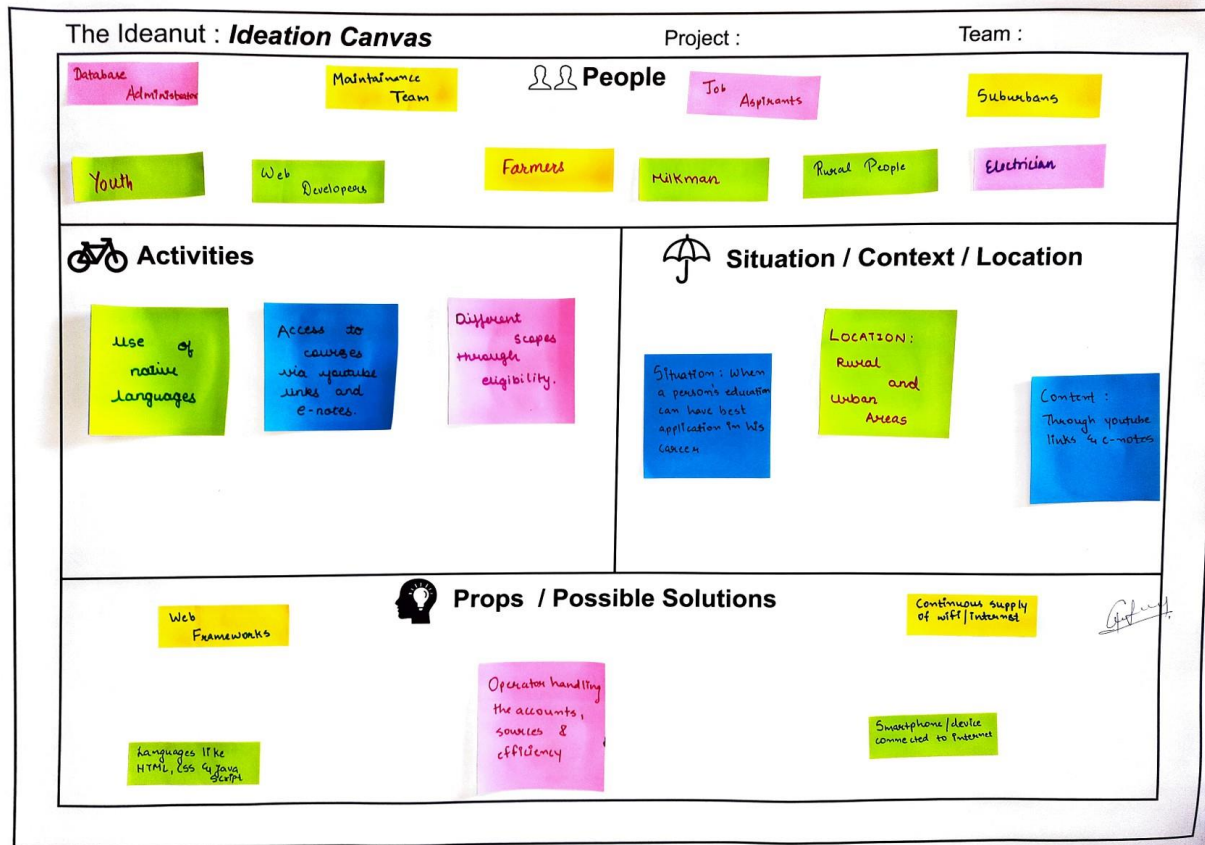 The Ideanut : Ideation Canvas
Project :
Team :
People
Database
Administrator
Maintainance
Team
Job
Aspirants
Suburbans
Youth
Web
Developers
Farmers
Milkman
Rural People
Electrician
Activities
Use of
native
languages
Access to
courses
via youtube
links and
e-notes.
Different
scopes
through
eligibility.
Situation / Context / Location
Situation : When
a person's education
can have best
application in his
career
LOCATION :
Rural
and
Urban
Areas
Content :
Through youtube
links & e-notes
Props / Possible Solutions
Web
Frameworks
Continuous supply
of wifi/internet
Operator handling
the accounts,
sources &
efficiency
Languages like
HTML, CSS & Java
Script
Smartphone/device
connected to internet